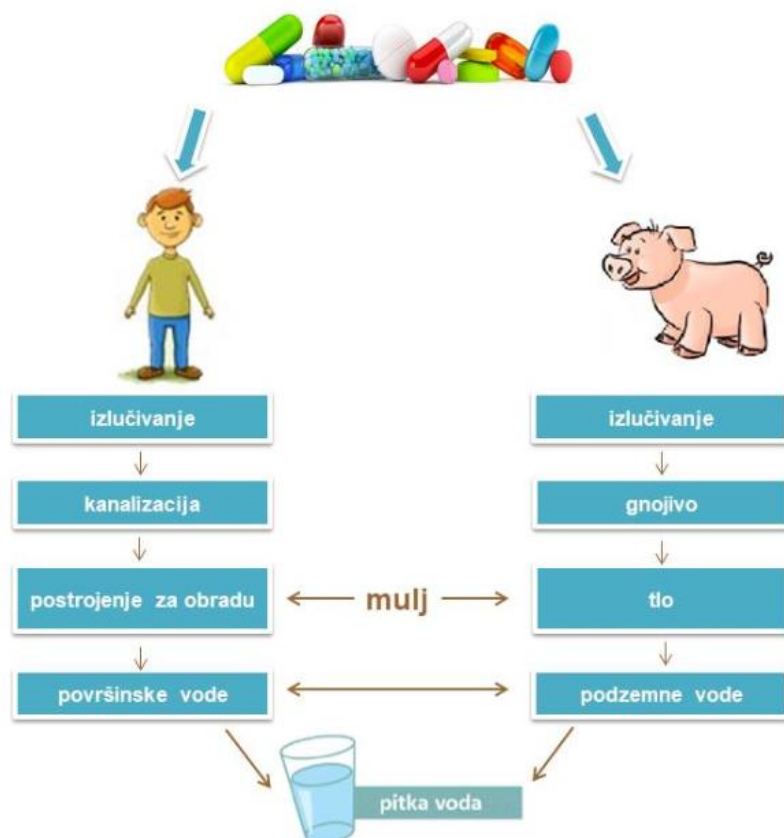 izlučivanje
izlučivanje
kanalizacija
gnojivo
postrojenje za obradu
mulj
tlo
površinske vode
podzemne vode
pitka voda